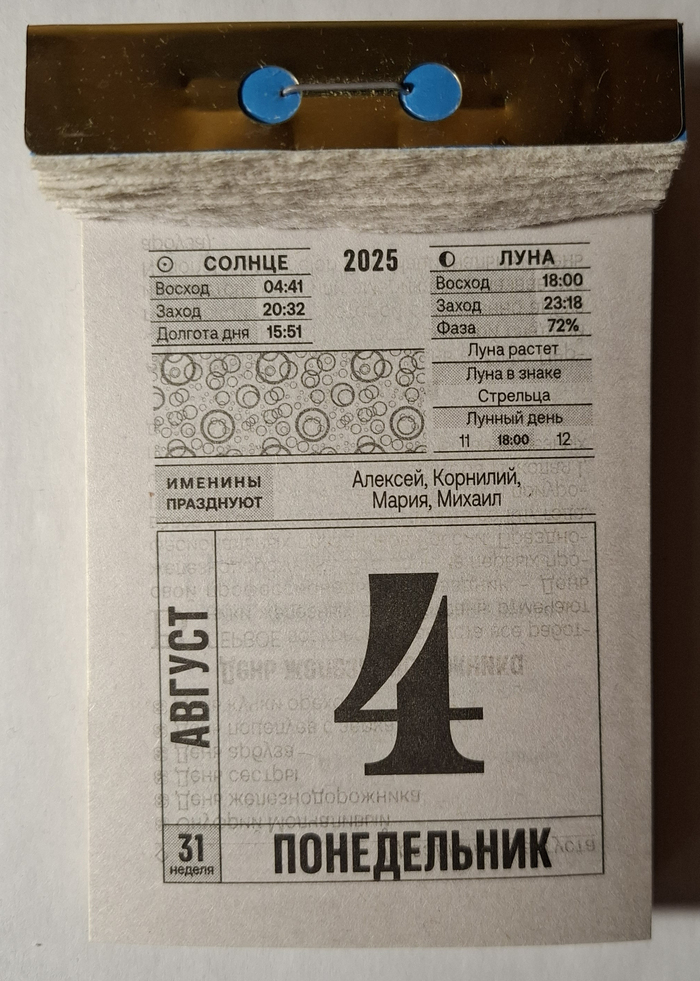 СОЛНЦЕ
Восход 04:41
Заход 20:32
Долгота дня 15:51
2025
ЛУНА
Восход 18:00
Заход 23:18
Фаза 72%
Луна растет
Луна в знаке
Стрельца
Лунный день
11 18:00 12
ИМЕНИНЫ
ПРАЗДНУЮТ
Алексей, Корнилий,
Мария, Михаил
АВГУСТ
4
31
неделя
ПОНЕДЕЛЬНИК